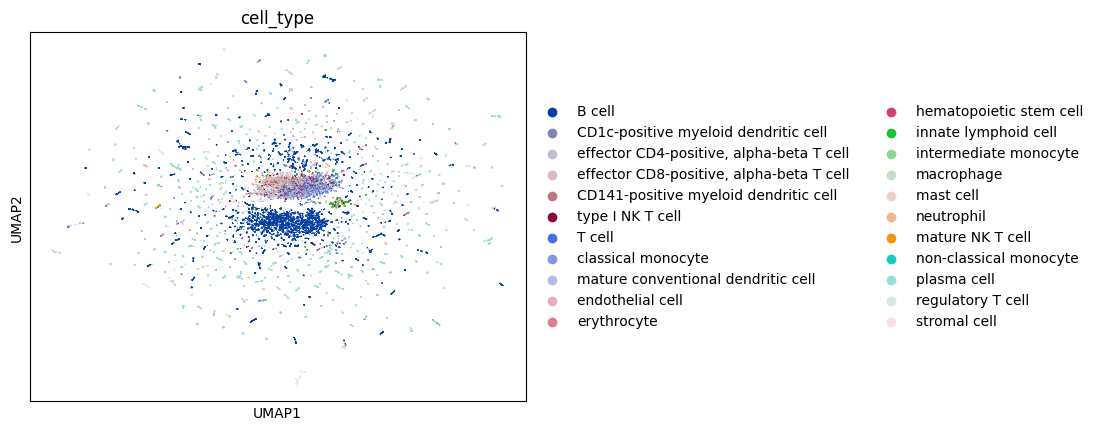 cell_type
UMAP2
UMAP1
B cell
CD1c-positive myeloid dendritic cell
effector CD4-positive, alpha-beta T cell
effector CD8-positive, alpha-beta T cell
CD141-positive myeloid dendritic cell
type I NK T cell
T cell
classical monocyte
mature conventional dendritic cell
endothelial cell
erythrocyte
hematopoietic stem cell
innate lymphoid cell
intermediate monocyte
macrophage
mast cell
neutrophil
mature NK T cell
non-classical monocyte
plasma cell
regulatory T cell
stromal cell